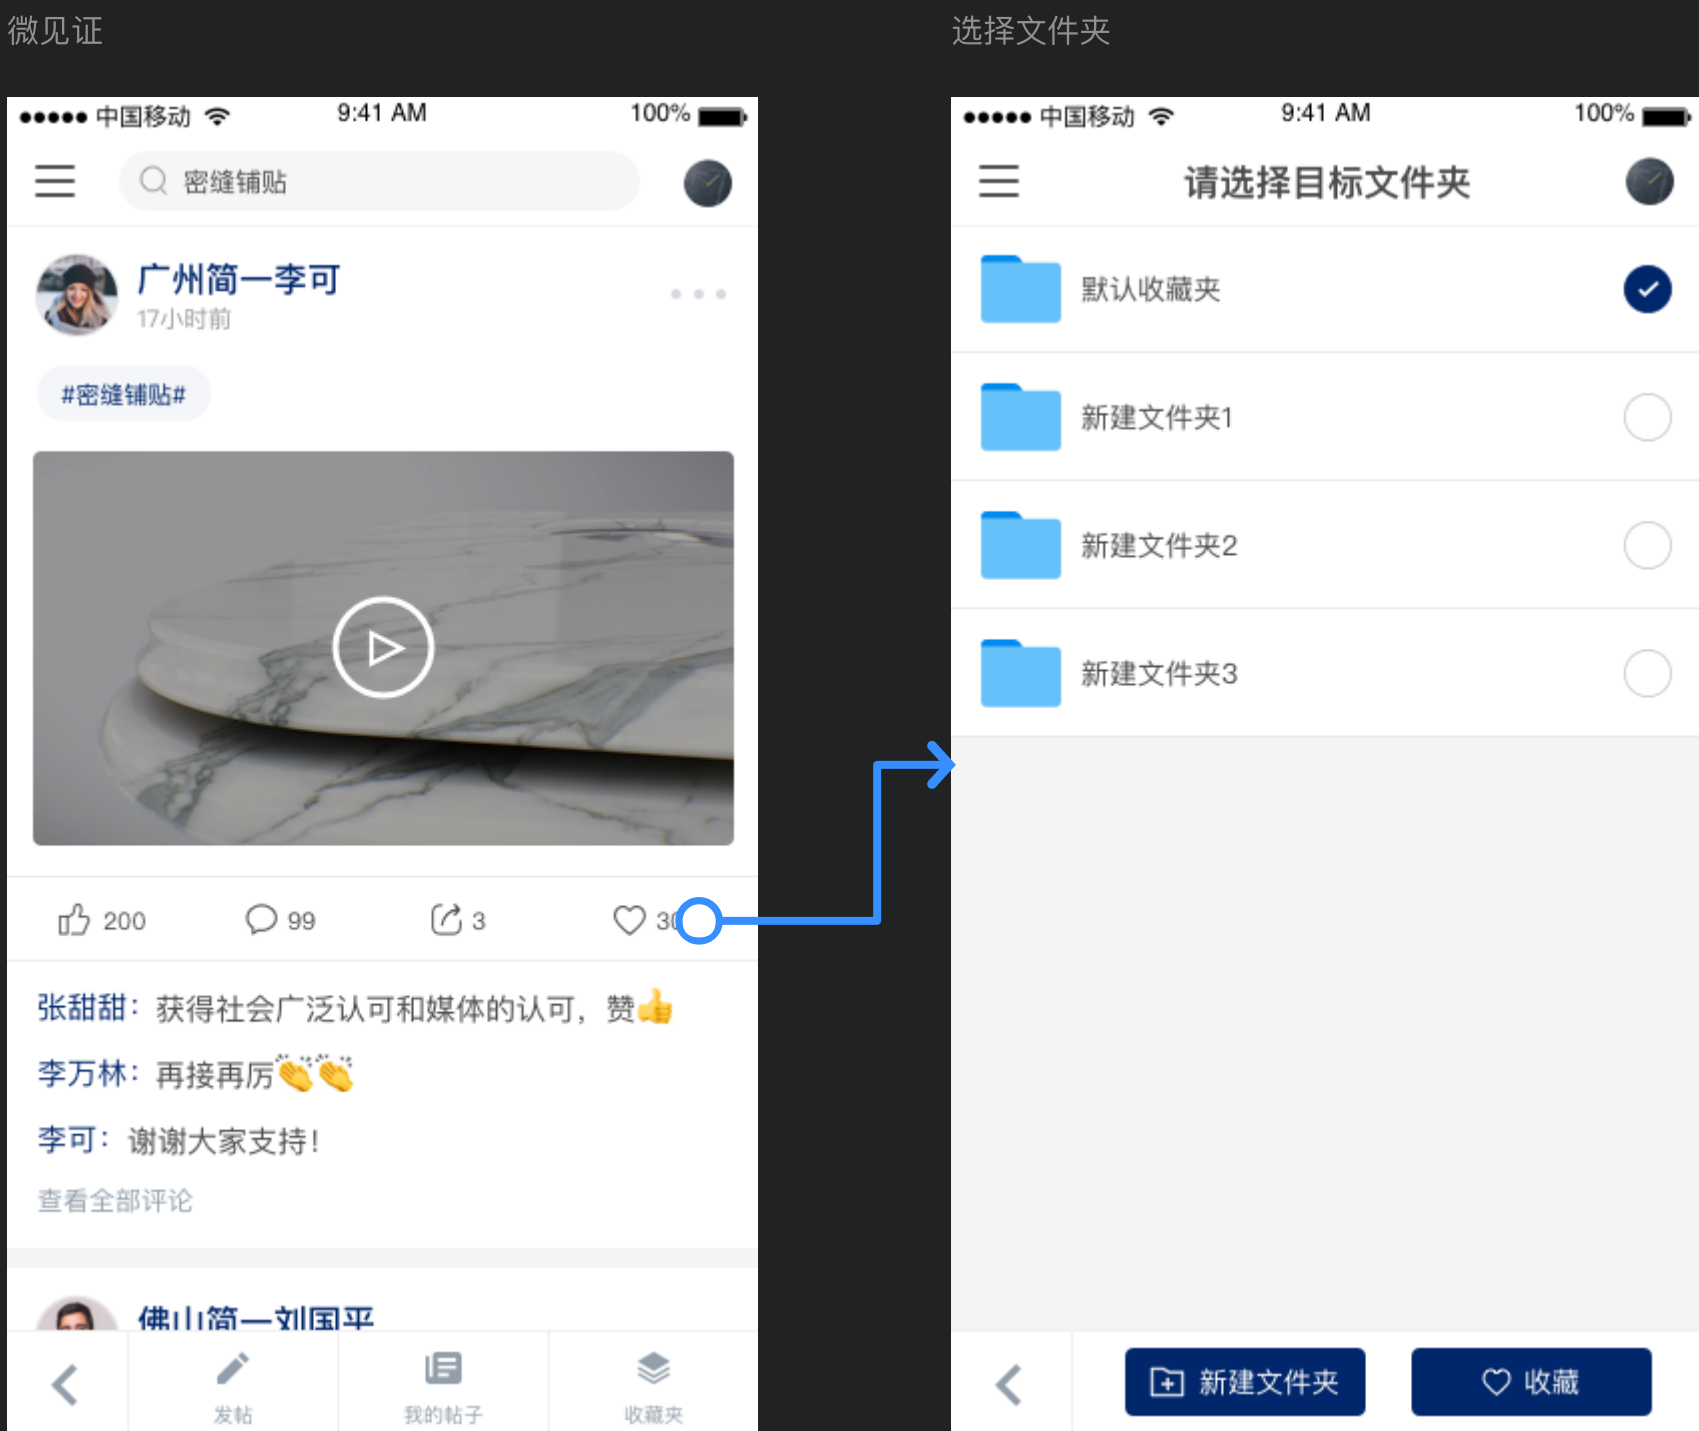 微见证
中国移动 9:41 AM 100%
密缝铺贴
广州简一李可
17小时前
#密缝铺贴#
200 99 3
张甜甜：获得社会广泛认可和媒体的认可，赞👍
李万林：再接再厉👏👏
李可：谢谢大家支持！
查看全部评论
佛山简一刘国平
发帖 我的帖子 收藏夹
选择文件夹
中国移动 9:41 AM 100%
请选择目标文件夹
默认收藏夹
新建文件夹1
新建文件夹2
新建文件夹3
新建文件夹 收藏